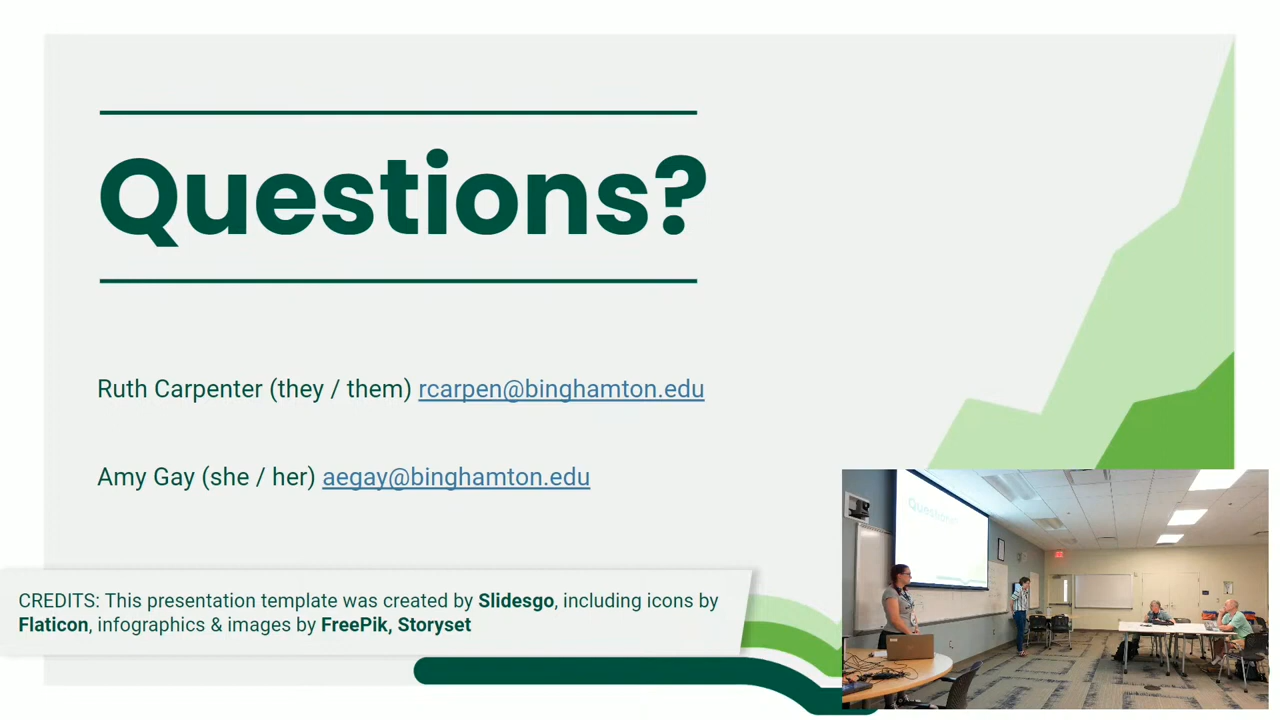 Questions?
Ruth Carpenter (they / them) rcarpen@binghamton.edu
Amy Gay (she / her) aegay@binghamton.edu
CREDITS: This presentation template was created by Slidesgo, including icons by
Flaticon, infographics & images by FreePik, Storyset
Questions?